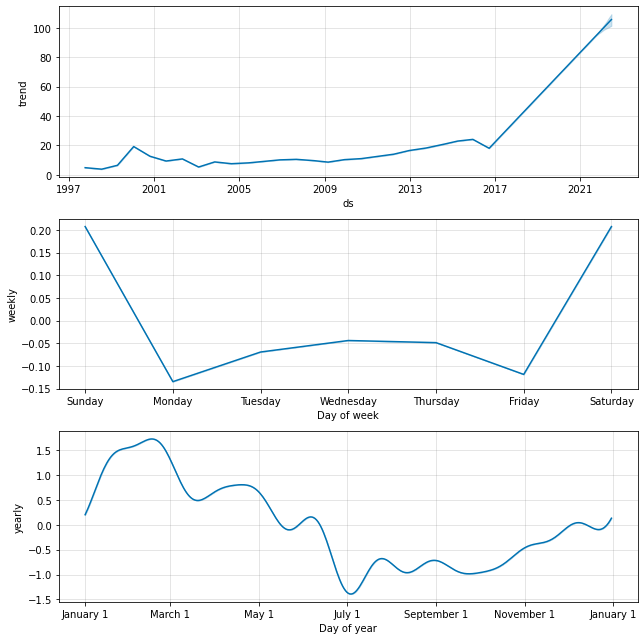 100
80
60
40
20
0
trend
1997 2001 2005 2009 2013 2017 2021
ds
0.20
0.15
0.10
0.05
0.00
−0.05
−0.10
−0.15
weekly
Sunday Monday Tuesday Wednesday Thursday Friday Saturday
Day of week
1.5
1.0
0.5
0.0
−0.5
−1.0
−1.5
yearly
January 1 March 1 May 1 July 1 September 1 November 1 January 1
Day of year